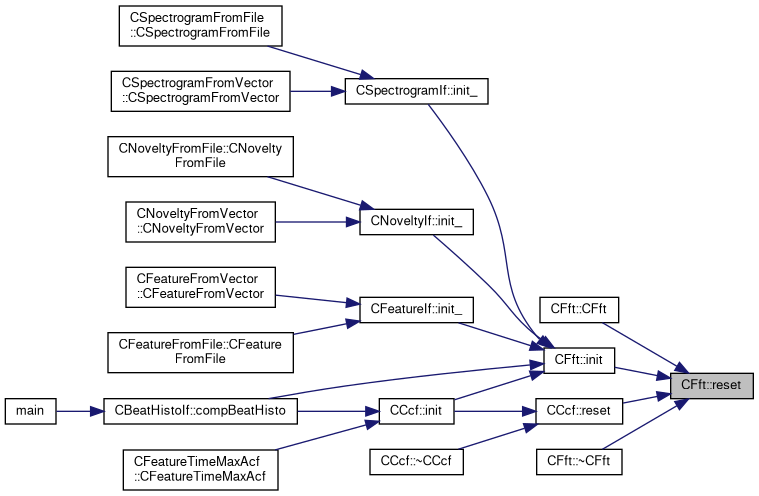 CSpectrogramFromFile
::CSpectrogramFromFile
CSpectrogramFromVector
::CSpectrogramFromVector
CSpectrogramIf::init_
CNoveltyFromFile::CNovelty
FromFile
CNoveltyFromVector
::CNoveltyFromVector
CNoveltyIf::init_
CFeatureFromVector
::CFeatureFromVector
CFeatureIf::init_
CFft::CFft
CFeatureFromFile::CFeature
FromFile
CFft::init
CFft::reset
main
CBeatHistoIf::compBeatHisto
CCcf::init
CCcf::reset
CFeatureTimeMaxAcf
::CFeatureTimeMaxAcf
CCcf::~CCcf
CFft::~CFft